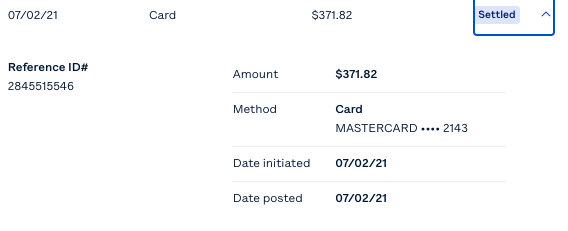 07/02/21 Card $371.82 Settled
Reference ID#
2845515546
Amount $371.82
Method Card
MASTERCARD •••• 2143
Date initiated 07/02/21
Date posted 07/02/21